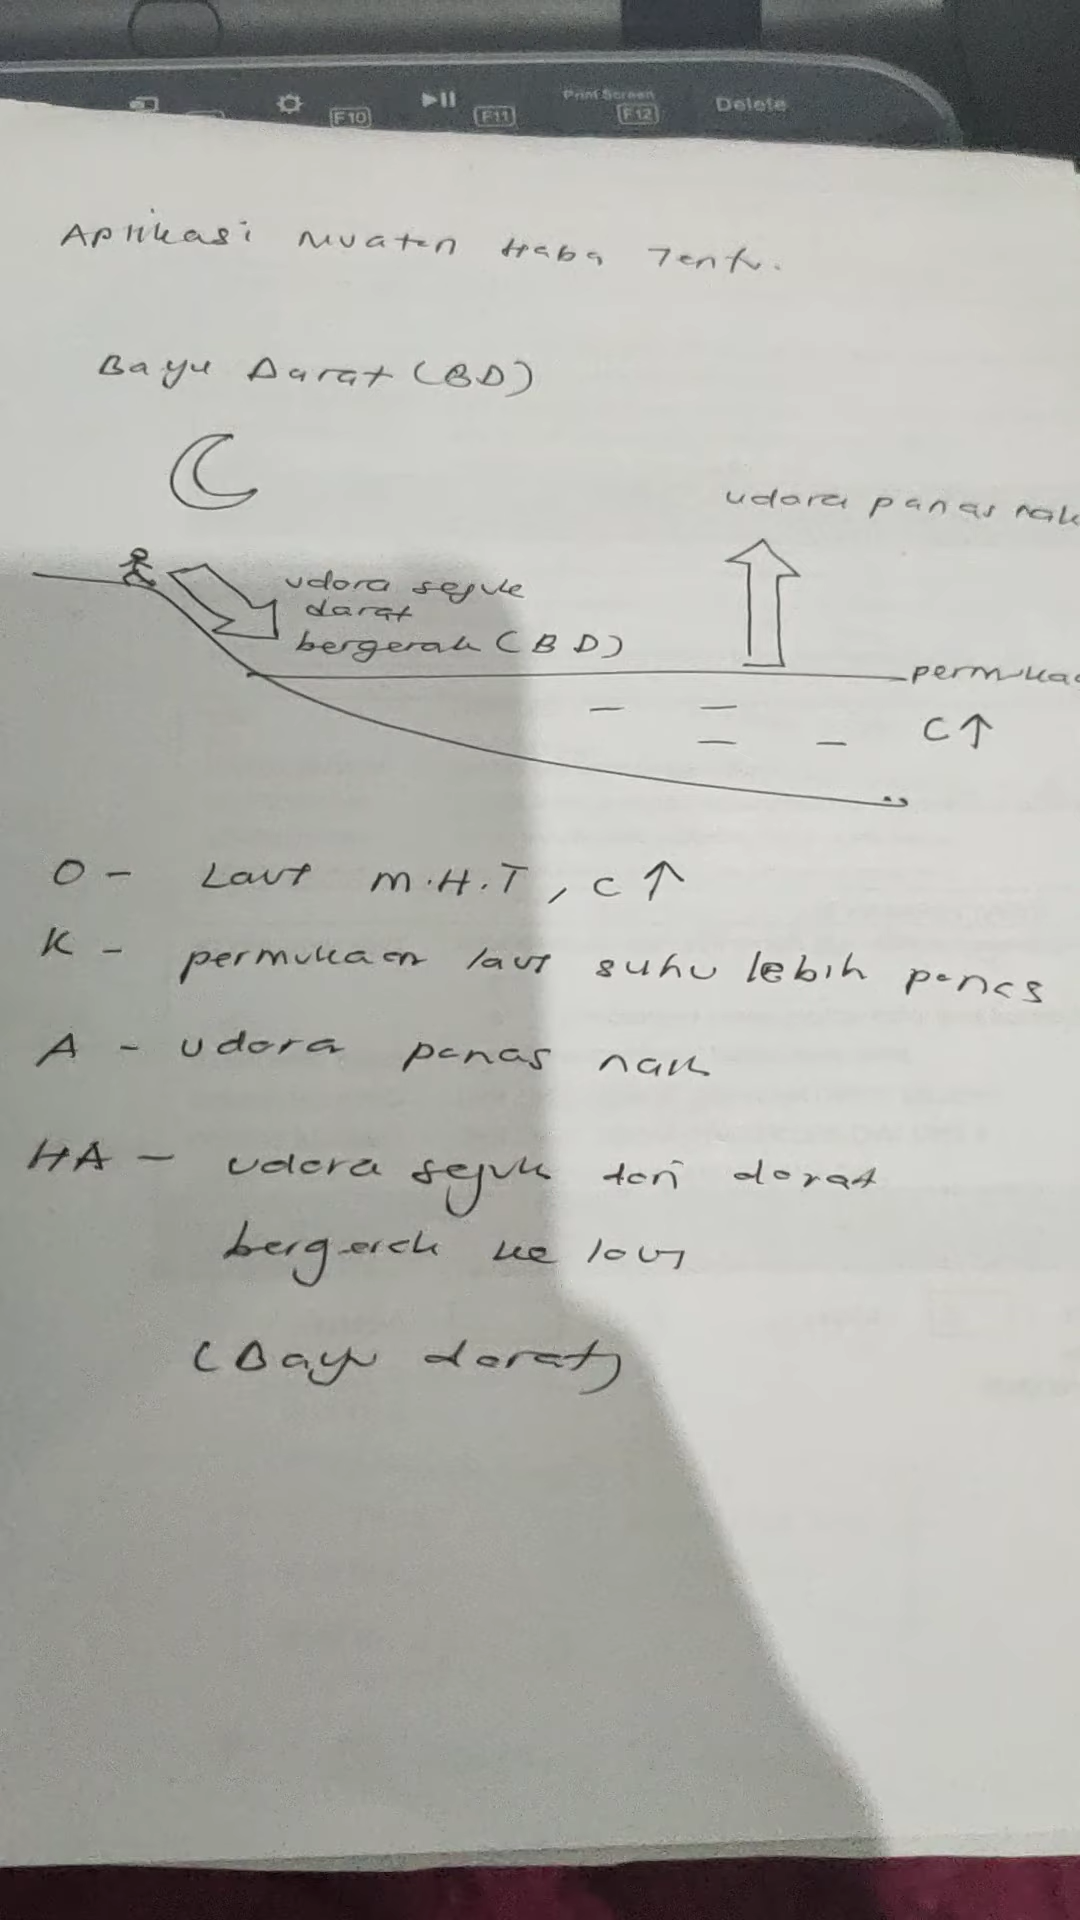 F10
F11
Print Screen
F12
Delete
Aplikasi Muatan Haba Tentu.
Bayu Darat (BD)
udara panas naik
udara sejuk
darat
bergerak (BD)
permukaa
C↑
O - Laut M.H.T, C↑
K - permukaan laut suhu lebih panas
A - udara panas naik
HA - udara sejuk dari darat
bergerak ke laut
(Bayu darat)